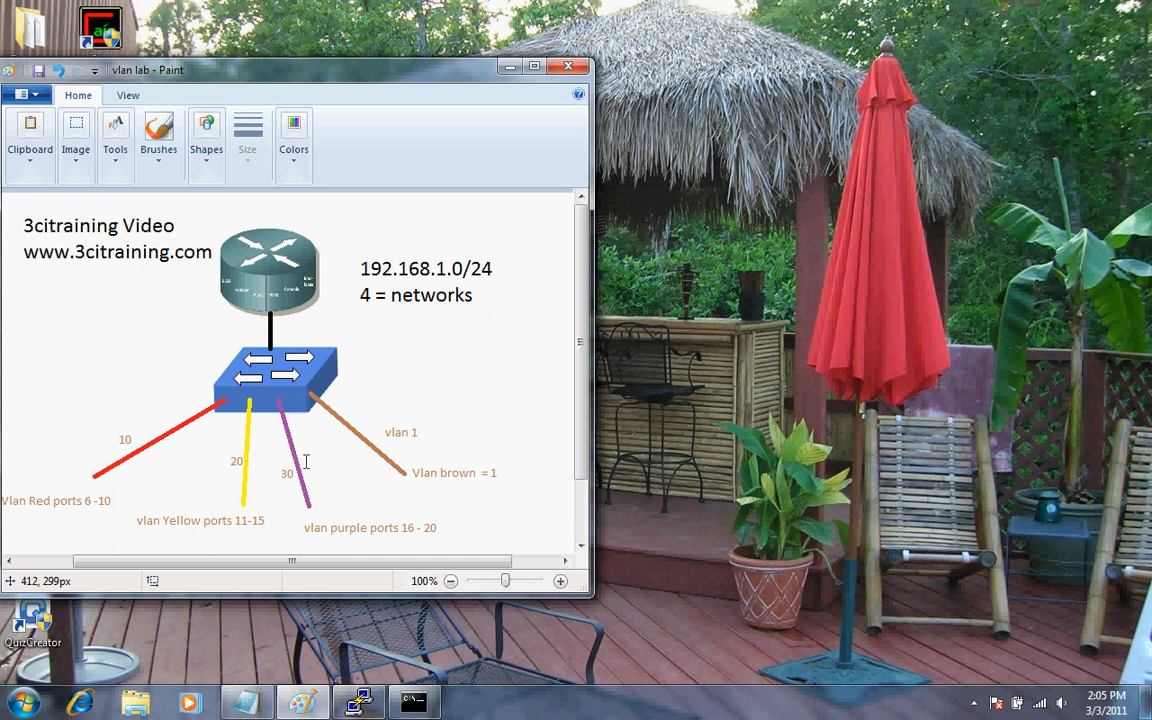 vlan lab - Paint
Home
View
Clipboard
Image
Tools
Brushes
Shapes
Size
Colors
3citraining Video
www.3citraining.com
192.168.1.0/24
4 = networks
10
20
30
vlan 1
Vlan brown = 1
Vlan Red ports 6 -10
vlan Yellow ports 11-15
vlan purple ports 16 - 20
412, 299px
100%
QuizCreator
2:05 PM
3/3/2011